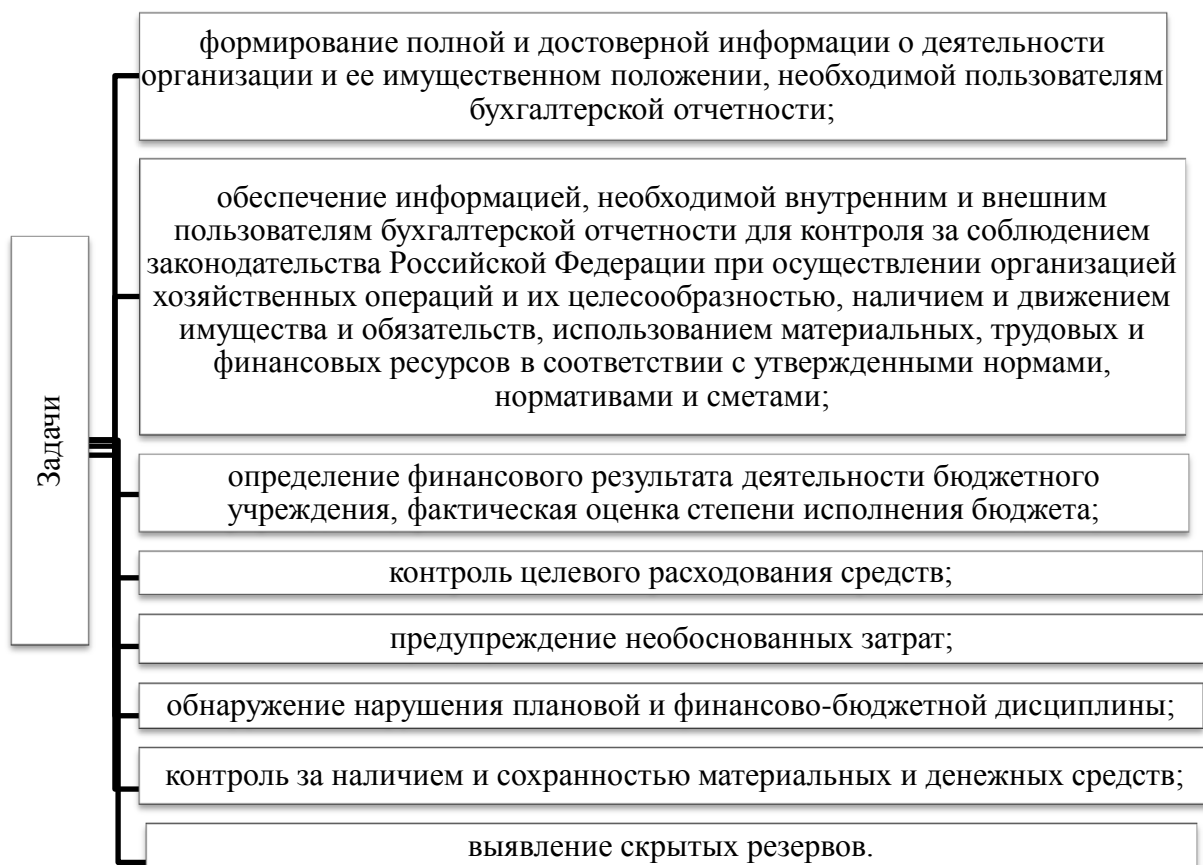 Задачи
формирование полной и достоверной информации о деятельности
организации и ее имущественном положении, необходимой пользователям
бухгалтерской отчетности;
обеспечение информацией, необходимой внутренним и внешним
пользователям бухгалтерской отчетности для контроля за соблюдением
законодательства Российской Федерации при осуществлении организацией
хозяйственных операций и их целесообразностью, наличием и движением
имущества и обязательств, использованием материальных, трудовых и
финансовых ресурсов в соответствии с утвержденными нормами,
нормативами и сметами;
определение финансового результата деятельности бюджетного
учреждения, фактическая оценка степени исполнения бюджета;
контроль целевого расходования средств;
предупреждение необоснованных затрат;
обнаружение нарушения плановой и финансово-бюджетной дисциплины;
контроль за наличием и сохранностью материальных и денежных средств;
выявление скрытых резервов.